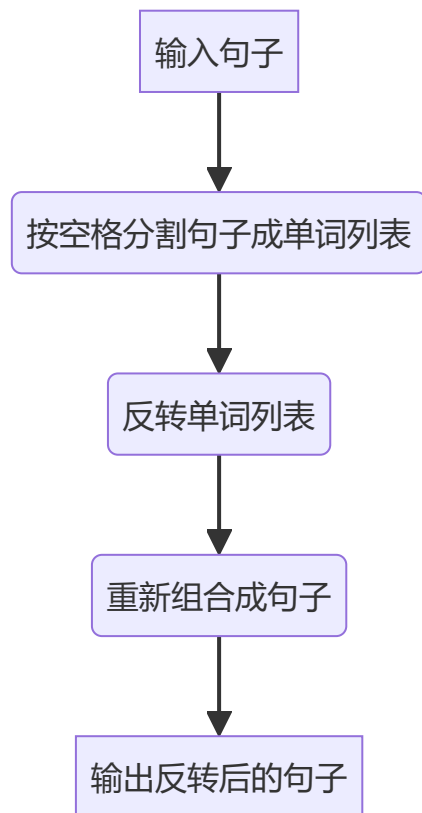 输入句子
按空格分割句子成单词列表
反转单词列表
重新组合成句子
输出反转后的句子